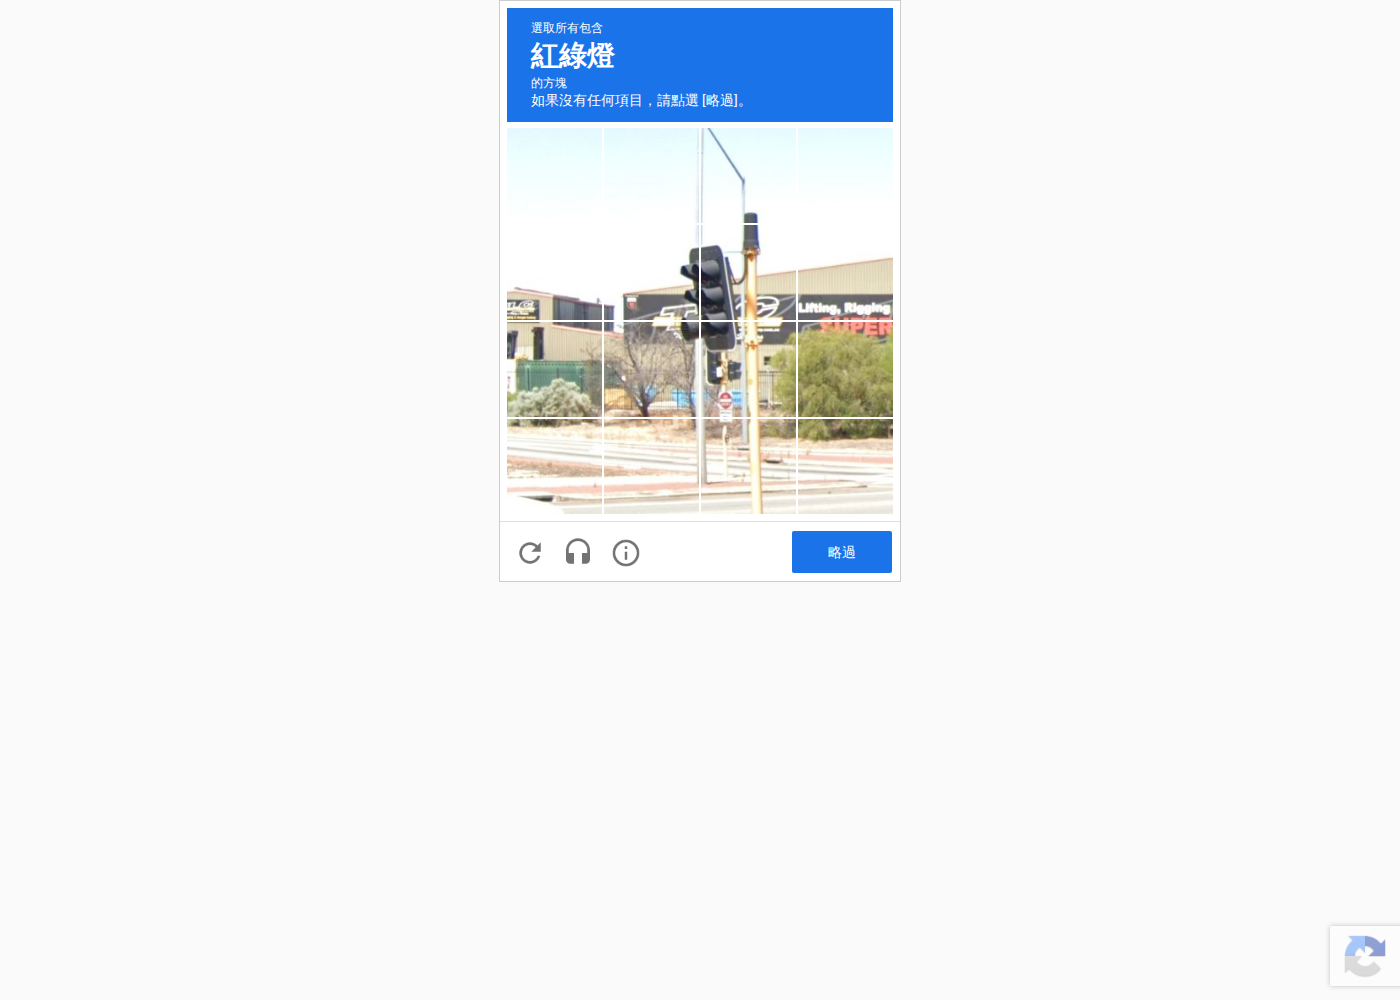 選取所有包含
紅綠燈
的方塊
如果沒有任何項目，請點選 [略過]。
Lifting, Rigging
SUPER
略過